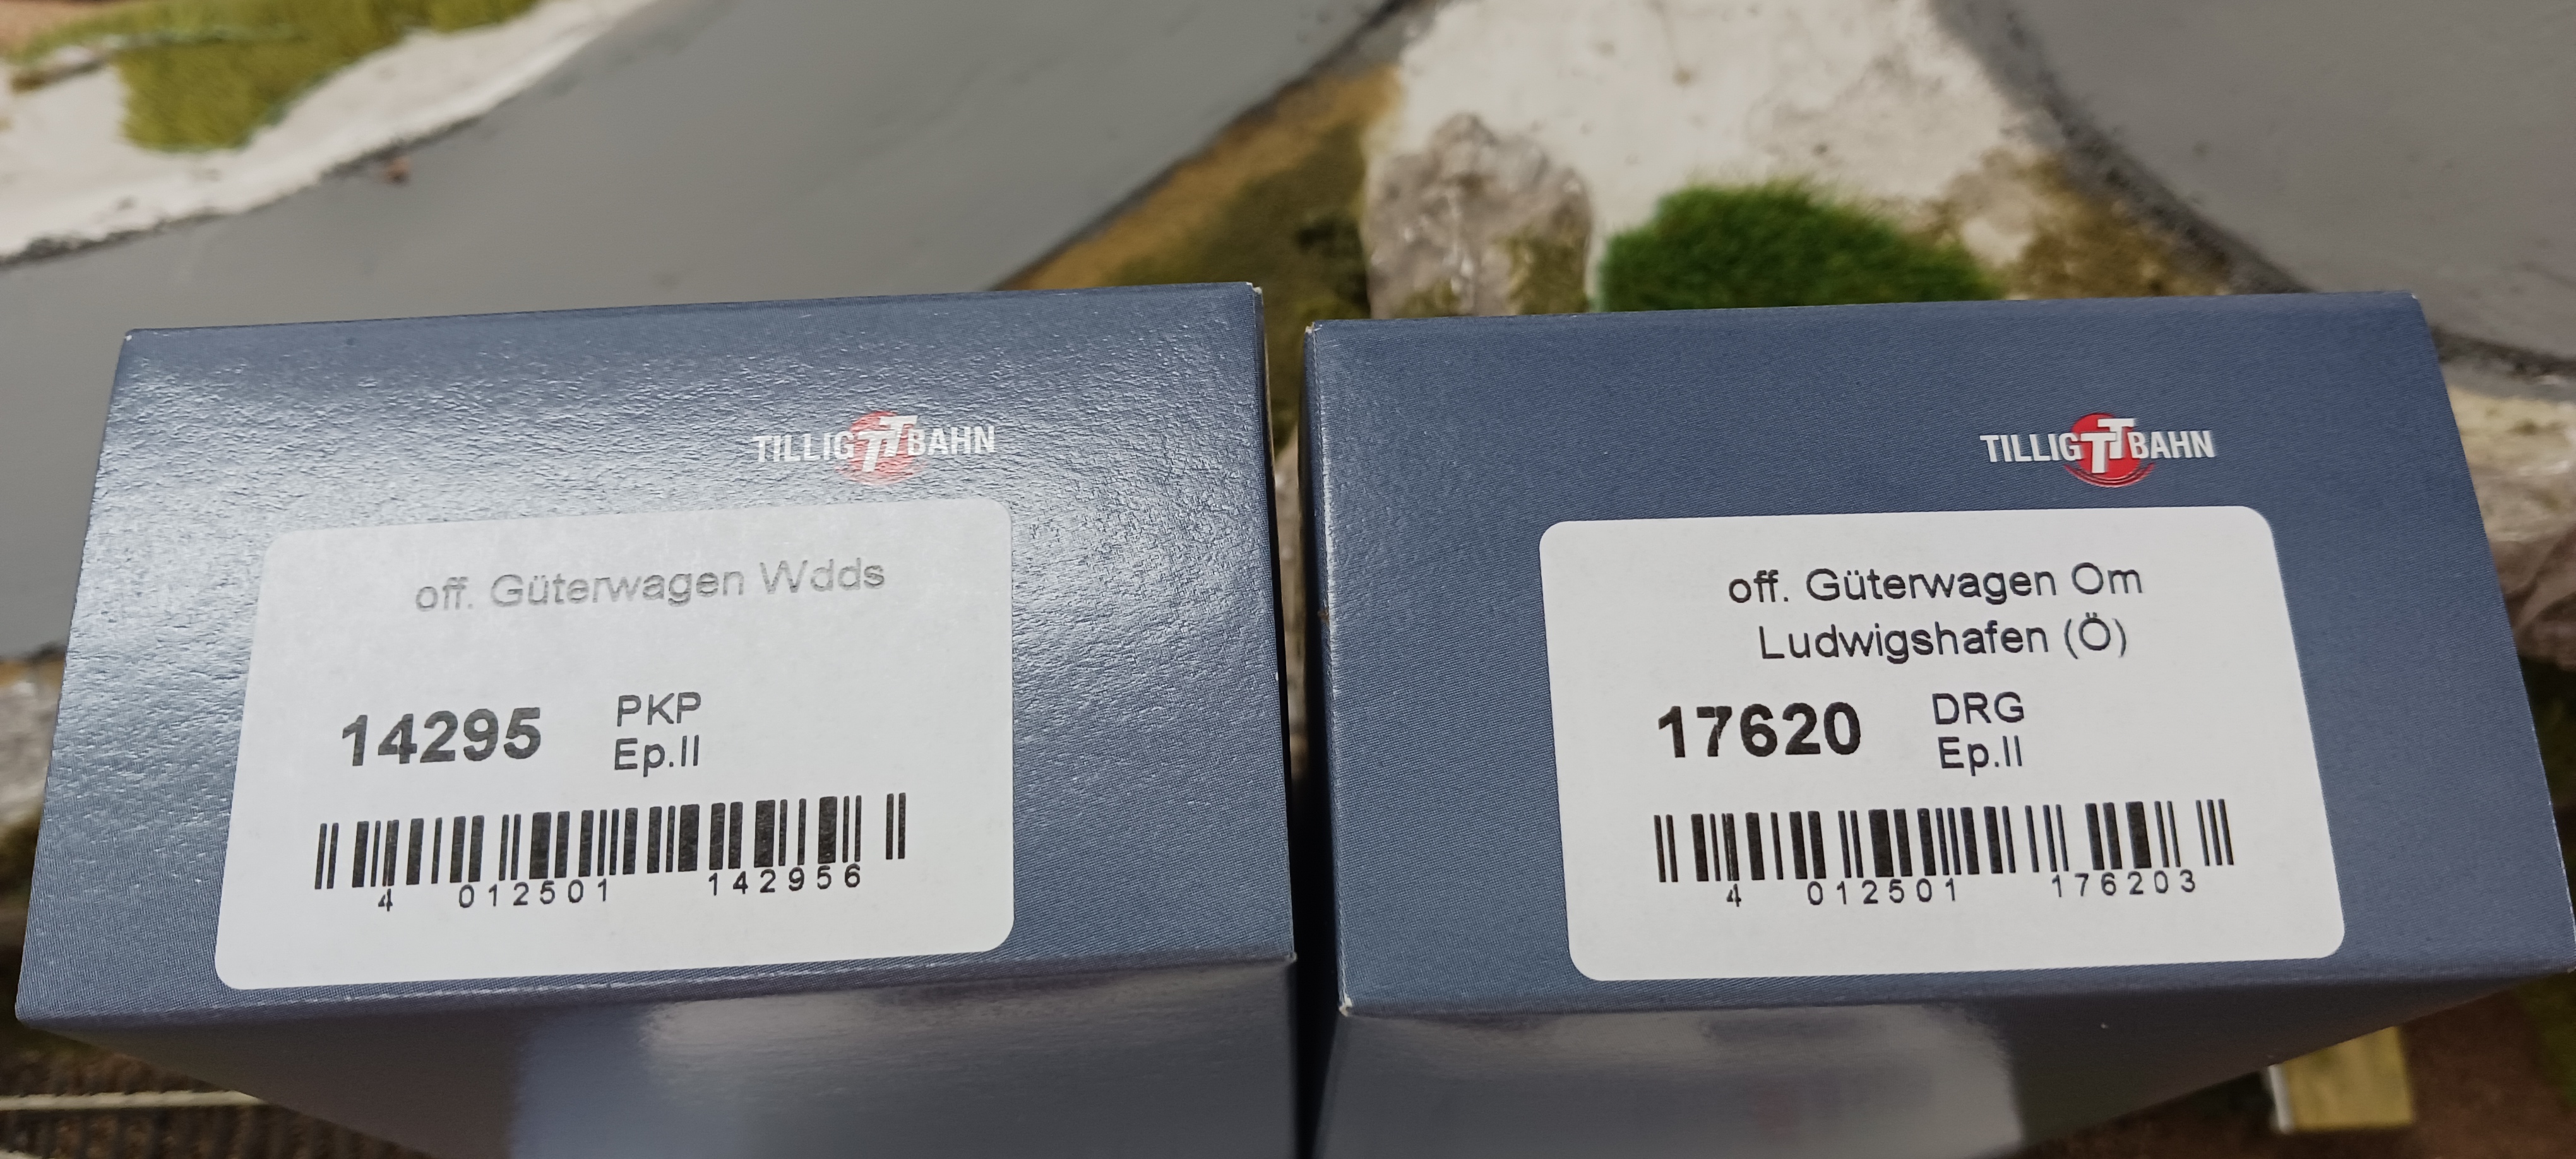 TILLIG TT BAHN
off. Güterwagen Wdds
14295 PKP
Ep.II
4 012501 142956
TILLIG TT BAHN
off. Güterwagen Om
Ludwigshafen (Ö)
17620 DRG
Ep.II
4 012501 176203